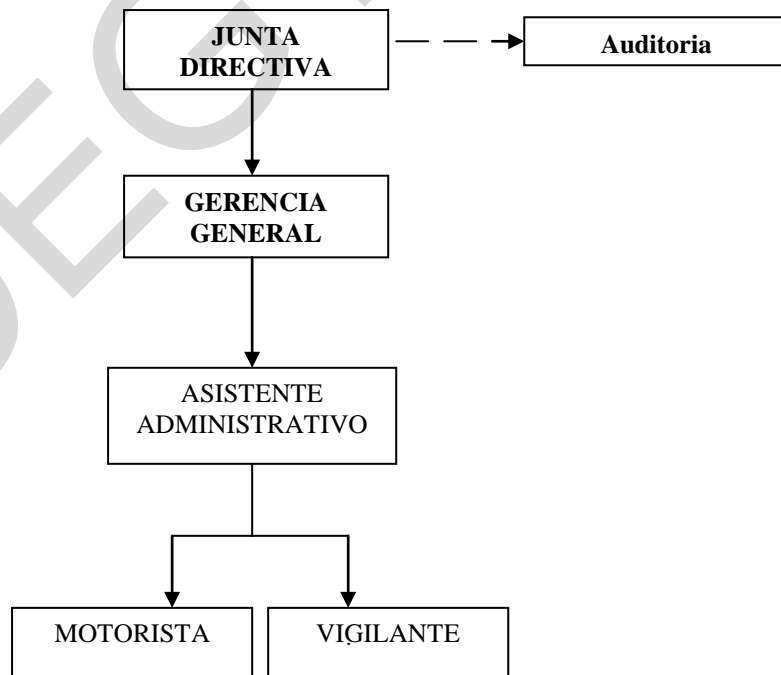 JUNTA
DIRECTIVA
Auditoria
GERENCIA
GENERAL
ASISTENTE
ADMINISTRATIVO
MOTORISTA
VIGILANTE